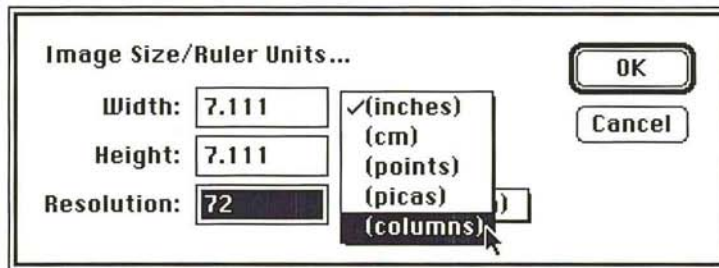 Image Size/Ruler Units...
Width: 7.111
Height: 7.111
Resolution: 72
✓(inches)
(cm)
(points)
(picas)
(columns)
)
OK
Cancel